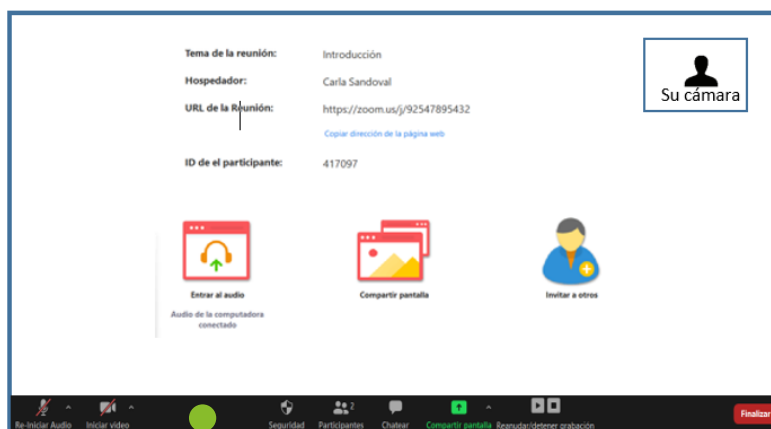 Tema de la reunión: Introducción
Hospedador: Carla Sandoval
URL de la Reunión: https://zoom.us/j/92547895432
Copiar dirección de la página web
ID de el participante: 417097
Su cámara
Entrar al audio
Audio de la computadora
conectado
Compartir pantalla
Invitar a otros
2
Re-Iniciar Audio Iniciar video Seguridad Participantes Chatear Compartir pantalla Reanudar/detener grabación
Finalizar